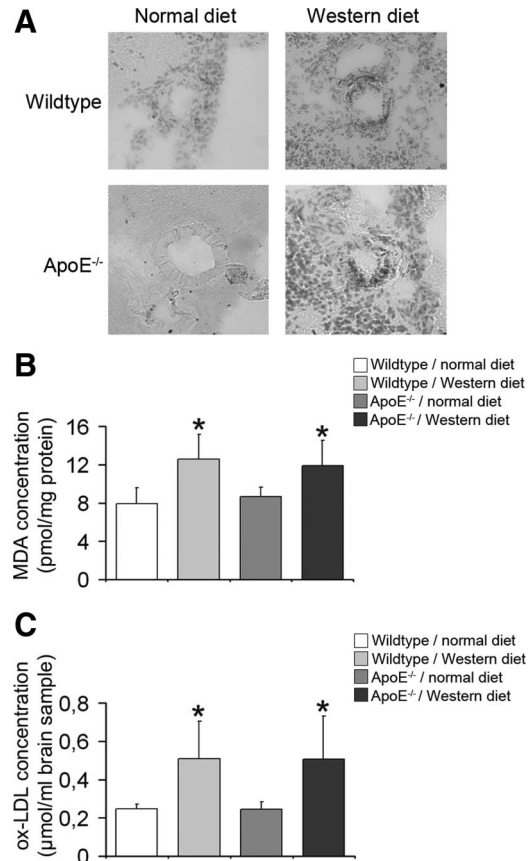 A
Normal diet
Western diet
Wildtype
ApoE-/-
B
Wildtype / normal diet
Wildtype / Western diet
ApoE-/- / normal diet
ApoE-/- / Western diet
MDA concentration
(pmol/mg protein)
16
12
8
4
0
*
*
C
Wildtype / normal diet
Wildtype / Western diet
ApoE-/- / normal diet
ApoE-/- / Western diet
ox-LDL concentration
(µmol/ml brain sample)
0,8
0,6
0,4
0,2
0
*
*